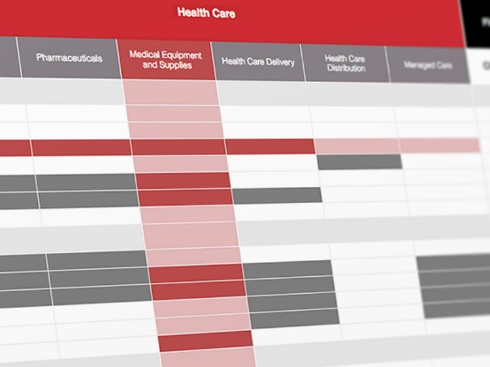 Health Care
Pharmaceuticals
Medical Equipment
and Supplies
Health Care Delivery
Health Care
Distribution
Managed Care